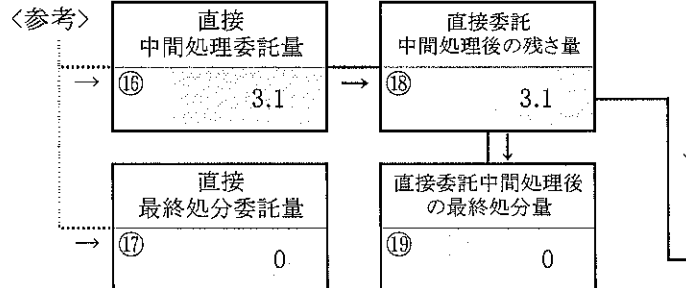 〈参考〉
直接
中間処理委託量
⑯
3.1
→
→
直接委託
中間処理後の残さ量
⑱
3.1
↓
→
直接
最終処分委託量
⑰
0
→
直接委託中間処理後
の最終処分量
⑲
0